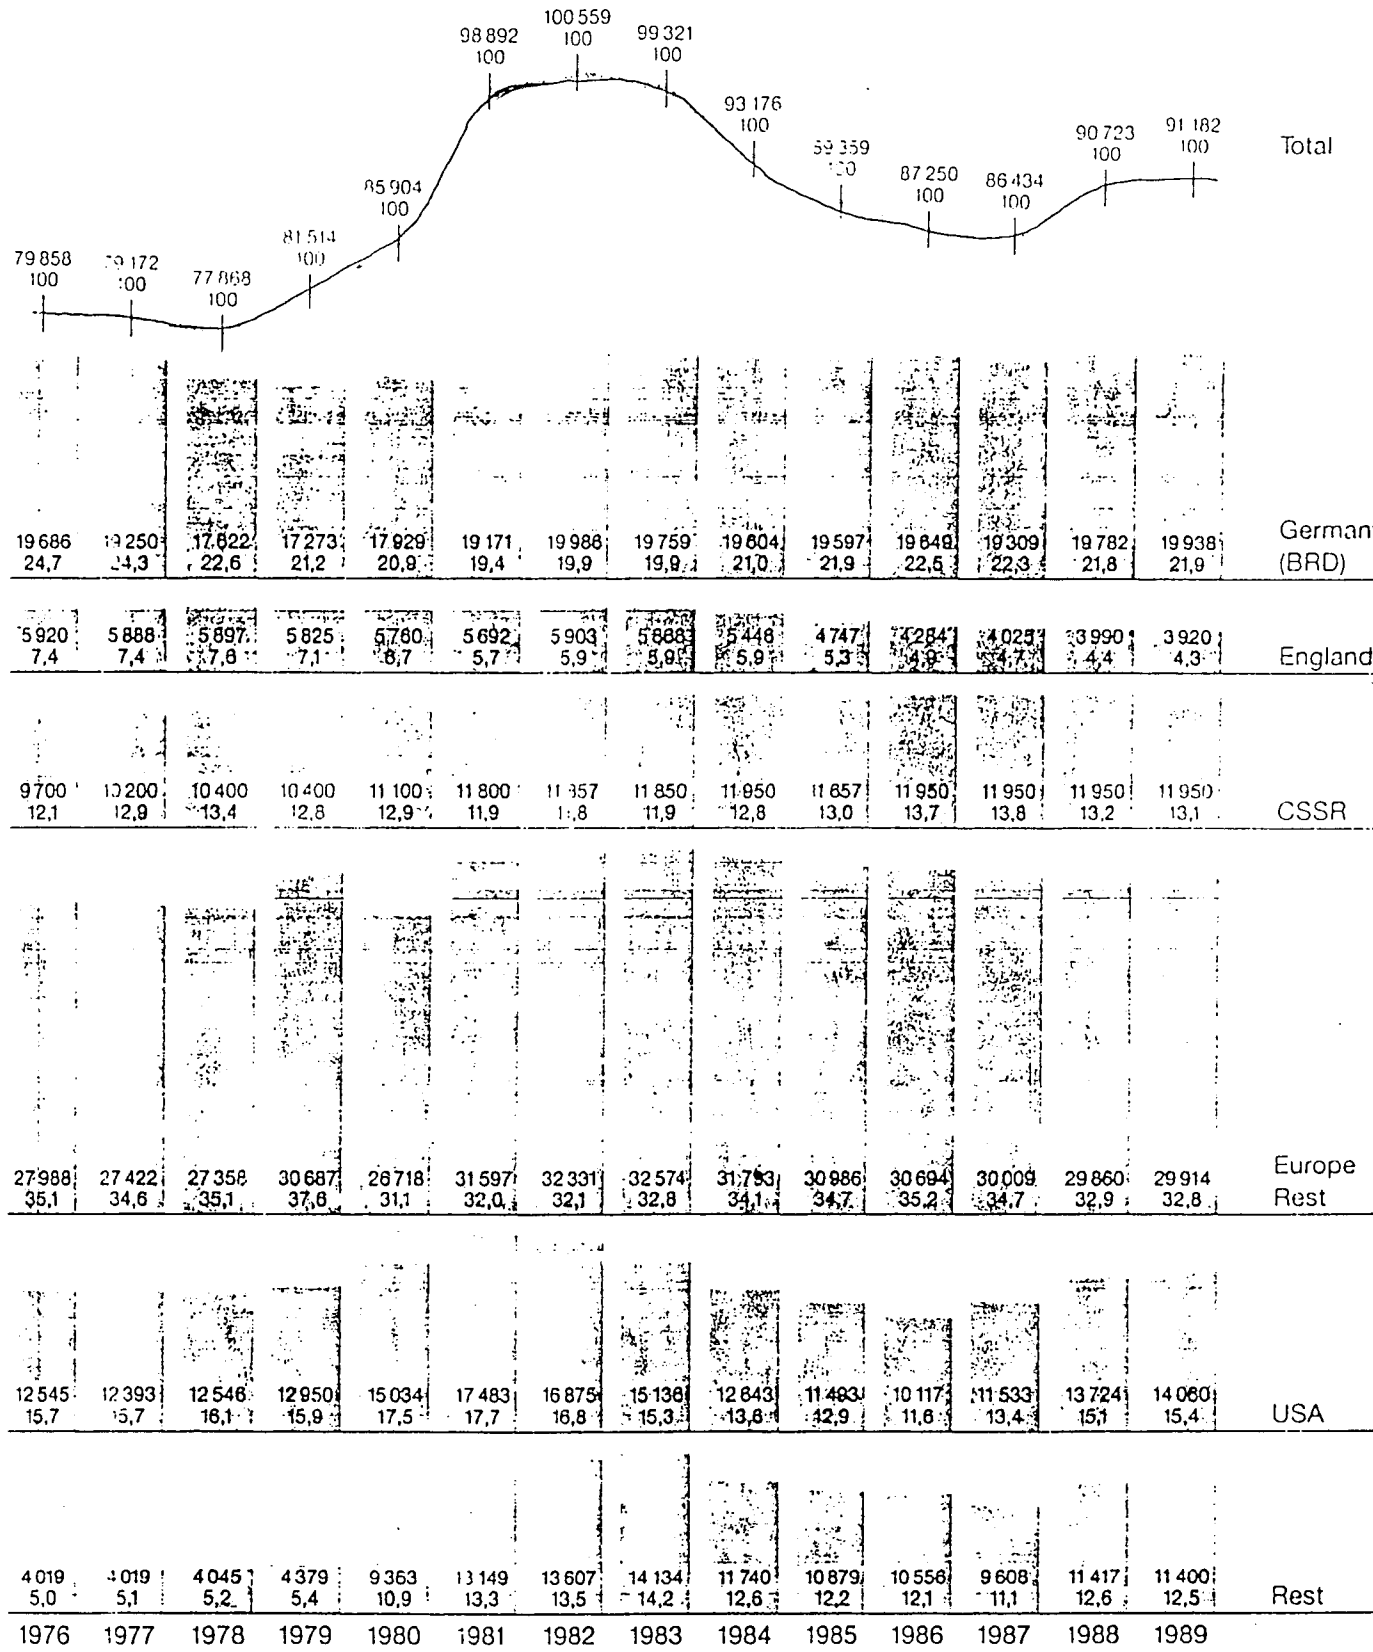 98 892 100 559 99 321
100 100 100
93 176
100
90 723 91 182
100 100
Total
85 904 87 250 86 434
100 100 100
81 514
100
79 858 77 868
100 100 100
Germany
(BRD)
19 686 19 250 17 622 17 273 17 929 19 171 19 986 19 759 19 604 19 597 19 649 19 309 19 782 19 938
24,7 24,3 22,6 21,2 20,9 19,4 19,9 19,9 21,0 21,9 22,5 22,3 21,8 21,9
5 920 5 888 5 897 5 825 5 760 5 692 5 903 5 868 5 448 4 747 4 284 4 025 3 990 3 920
7,4 7,4 7,6 7,1 6,7 5,7 5,9 5,9 5,9 5,3 4,9 4,7 4,4 4,3
England
9 700 10 200 10 400 10 400 11 100 11 800 11 850 11 950 11 857 11 950 11 950 11 950 11 950
12,1 12,9 13,4 12,8 12,9 11,9 11,9 12,8 13,0 13,7 13,8 13,2 13,1
CSSR
27 988 27 422 27 358 30 687 26 718 31 597 32 331 32 574 31 793 30 986 30 694 30 009 29 860 29 914
35,1 34,6 35,1 37,6 31,1 32,0 32,1 32,8 34,1 34,7 35,2 34,7 32,9 32,8
Europe
Rest
12 545 12 393 12 546 12 950 15 034 17 483 16 875 15 136 12 643 11 493 10 117 11 533 13 724 14 060
15,7 15,7 16,1 15,9 17,5 17,7 16,8 15,3 13,6 12,9 11,6 13,4 15,1 15,4
USA
4 019 4 019 4 045 4 379 9 363 13 149 13 607 14 134 11 740 10 879 10 556 9 608 11 417 11 400
5,0 5,1 5,2 5,4 10,9 13,3 13,5 14,2 12,6 12,2 12,1 11,1 12,6 12,5
Rest
1976 1977 1978 1979 1980 1981 1982 1983 1984 1985 1986 1987 1988 1989